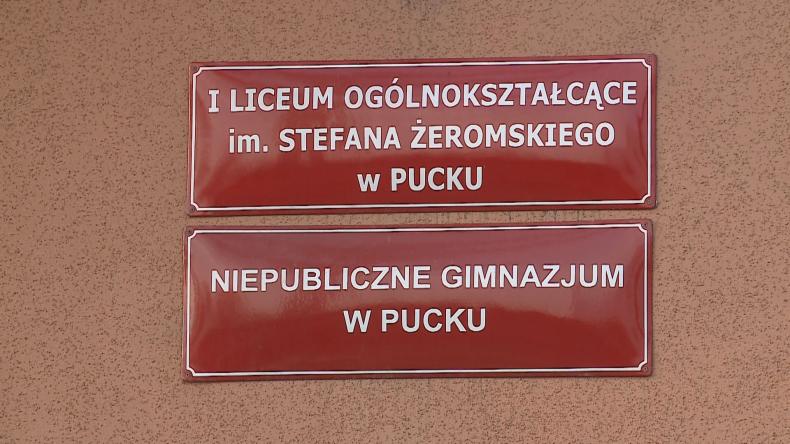 I LICEUM OGÓLNOKSZTAŁCĄCE
im. STEFANA ŻEROMSKIEGO
w PUCKU
NIEPUBLICZNE GIMNAZJUM
W PUCKU